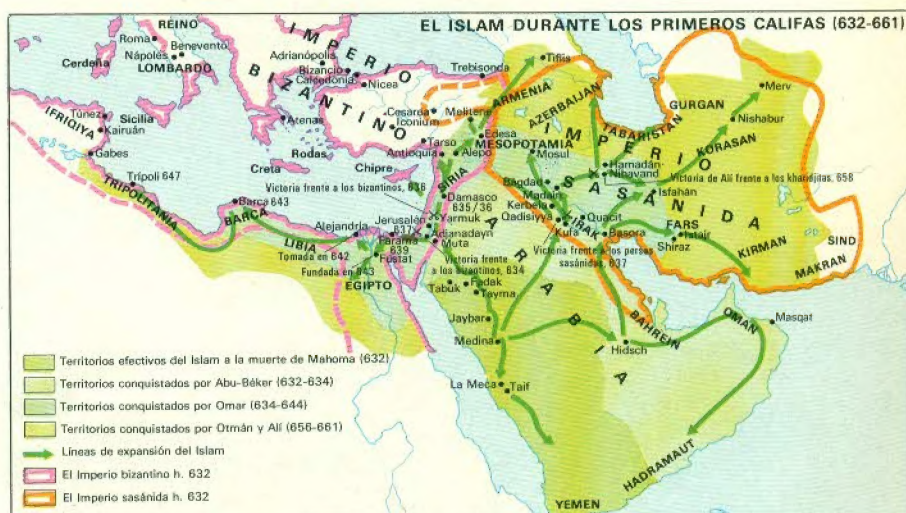 EL ISLAM DURANTE LOS PRIMEROS CALIFAS (632-661)
REINO
LOMBARDO
Roma
Nápoles
Benevento
Cerdeña
Sicilia
IMPERIO
BIZANTINO
Adrianópolis
Bizancio
Calcedonia
Nicea
Atenas
Rodas
Creta
Chipre
Trebisonda
Cesarea
Iconium
Melitene
Tarso
Antioquía
Alepo
Edesa
Tiflis
ARMENIA
AZERBAIJAN
MESOPOTAMIA
Mosul
SIRIA
IMPERIO
SASÁNIDA
TABARISTAN
GURGAN
Merv
Nishabur
KORASAN
Hamadán
Nihavand
Victoria de Alí frente a los kharidjitas, 658
Isfahán
Bagdad
Madain
Kerbela
Qadisiyya
IRAK
Kufa
Quacit
Basora
FARS
Istair
Shiraz
KIRMAN
SIND
MAKRAN
Victoria frente a los persas
sasánidas, 637
Túnez
Kairuán
IFRIQIYA
Gabes
Trípoli 647
TRIPOLITANIA
Barca 643
BARCA
LIBIA
Alejandría
Tomada en 642
Fundada en 643
Fustat
EGIPTO
Farama
639
Jerusalén
637
Victoria frente a los bizantinos, 636
Damasco
635/36
Yarmuk
Adjanadayn
Muta
Victoria frente
a los bizantinos, 634
Tabuk
Fadak
Tayma
Jaybar
Medina
La Meca
Taif
ARABIA
BAHREIN
Hidsch
OMAN
Masqat
HADRAMAUT
YEMEN
Territorios efectivos del Islam a la muerte de Mahoma (632)
Territorios conquistados por Abu-Béker (632-634)
Territorios conquistados por Omar (634-644)
Territorios conquistados por Otmán y Alí (656-661)
Líneas de expansión del Islam
El Imperio bizantino h. 632
El Imperio sasánida h. 632